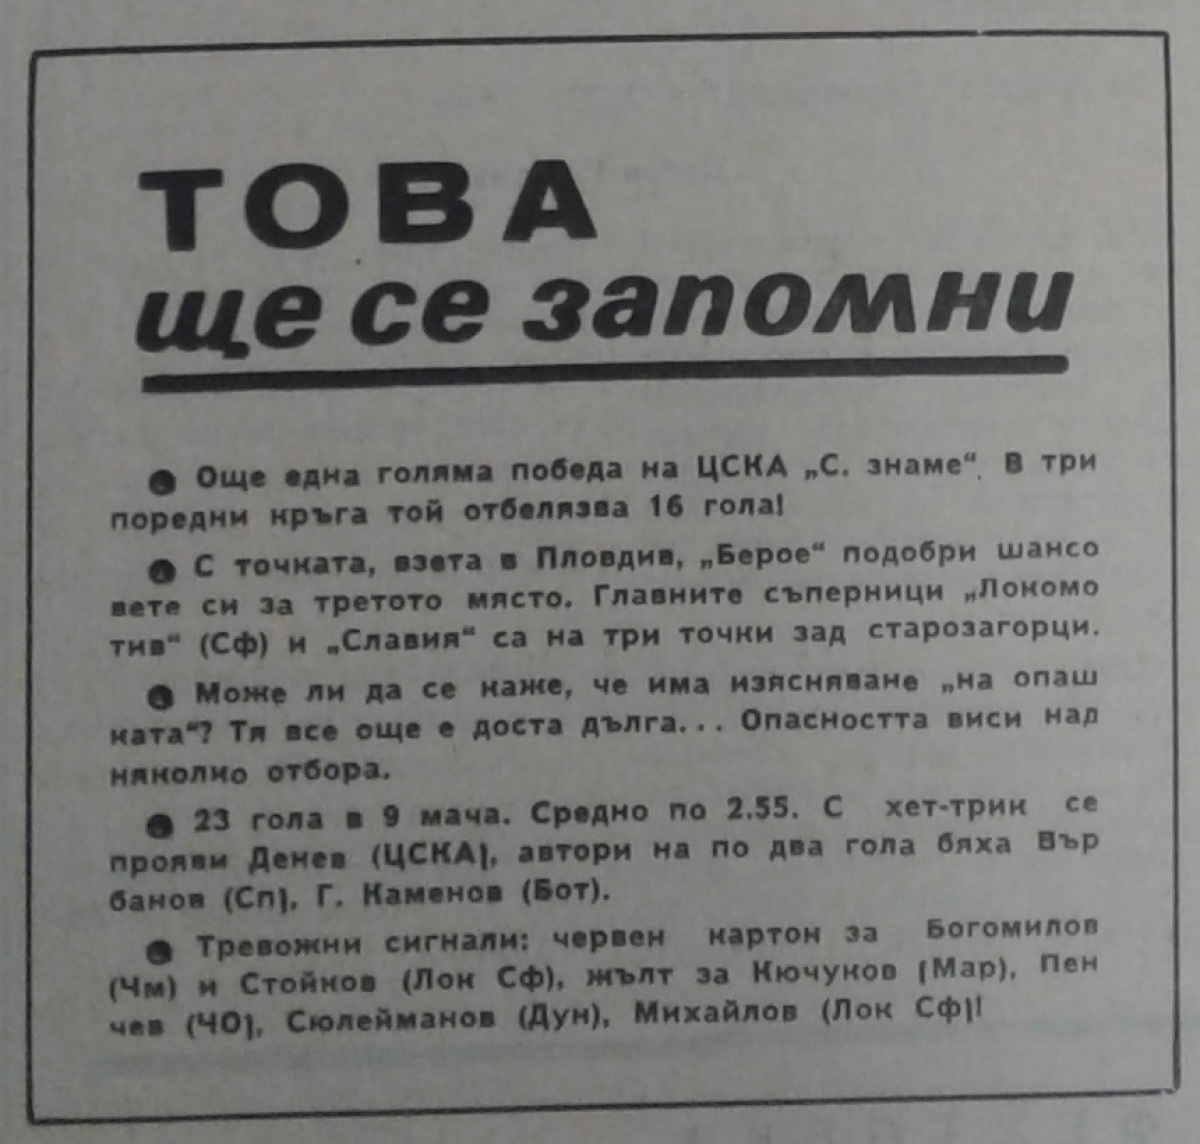 ТОВА
ще се запомни
● Още една голяма победа на ЦСКА „С. знаме“. В три
поредни кръга той отбелязва 16 гола!
● С точката, взета в Пловдив, „Берое“ подобри шансо
вете си за третото място. Главните съперници „Локомо
тив“ (Сф) и „Славия“ са на три точки зад старозагорци.
● Може ли да се каже, че има изясняване „на опаш
ката“? Тя все още е доста дълга... Опасността виси над
няколко отбора.
● 23 гола в 9 мача. Средно по 2.55. С хет-трик се
прояви Денев (ЦСКА), автори на по два гола бяха Вър
банов (Сп), Г. Каменов (Бот).
● Тревожни сигнали: червен картон за Богомилов
(Чм) и Стойков (Лок Сф), жълт за Кючуков (Мар), Пен
чев (ЧО), Сюлейманов (Дун), Михайлов (Лок Сф)!